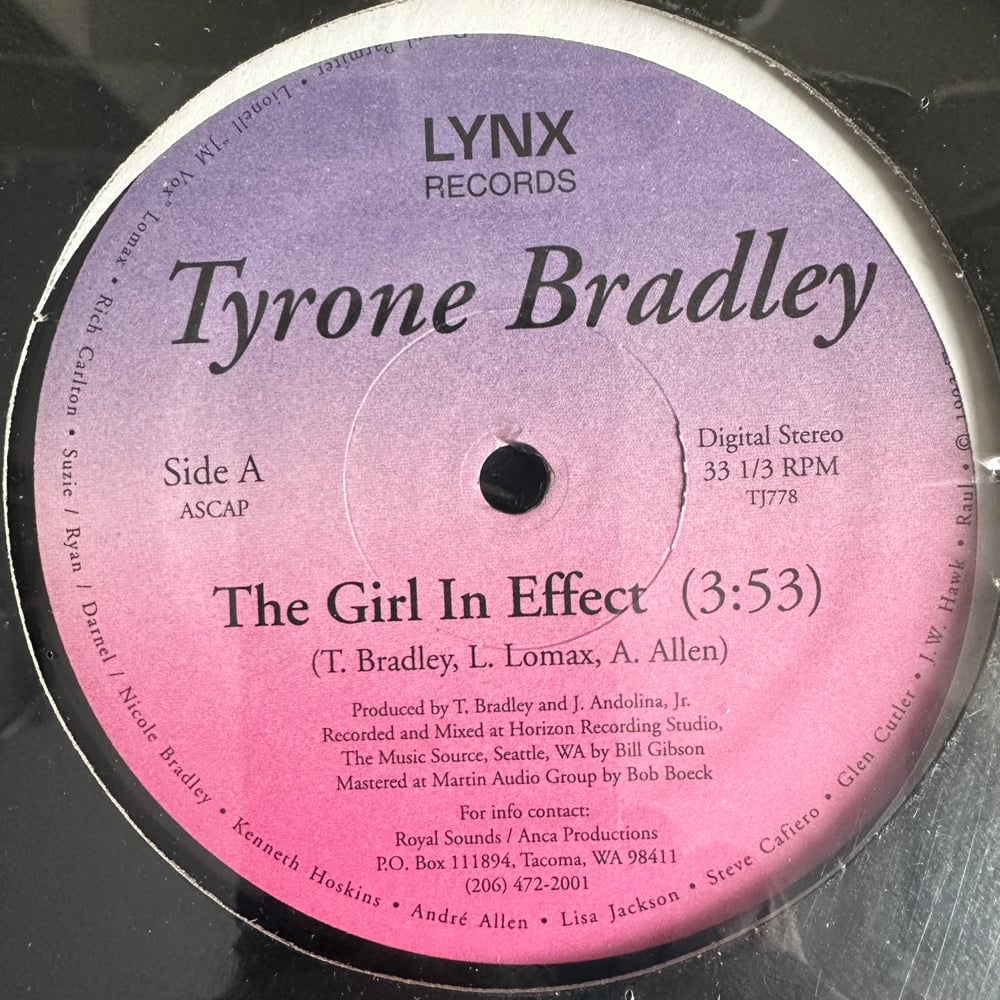 LYNX
RECORDS
Tyrone Bradley
Side A
ASCAP
Digital Stereo
33 1/3 RPM
TJ778
The Girl In Effect (3:53)
(T. Bradley, L. Lomax, A. Allen)
Produced by T. Bradley and J. Andolina, Jr.
Recorded and Mixed at Horizon Recording Studio,
The Music Source, Seattle, WA by Bill Gibson
Mastered at Martin Audio Group by Bob Boeck
For info contact:
Royal Sounds / Anca Productions
P.O. Box 111894, Tacoma, WA 98411
(206) 472-2001
Parmiter • Lionell "JM Vox" Lomax • Rich Carlton • Suzie / Ryan / Darnel / Nicole Bradley • Kenneth Hoskins • André Allen • Lisa Jackson • Steve Cafiero • Glen Cutler • J.W. Hawk • Raul • ©